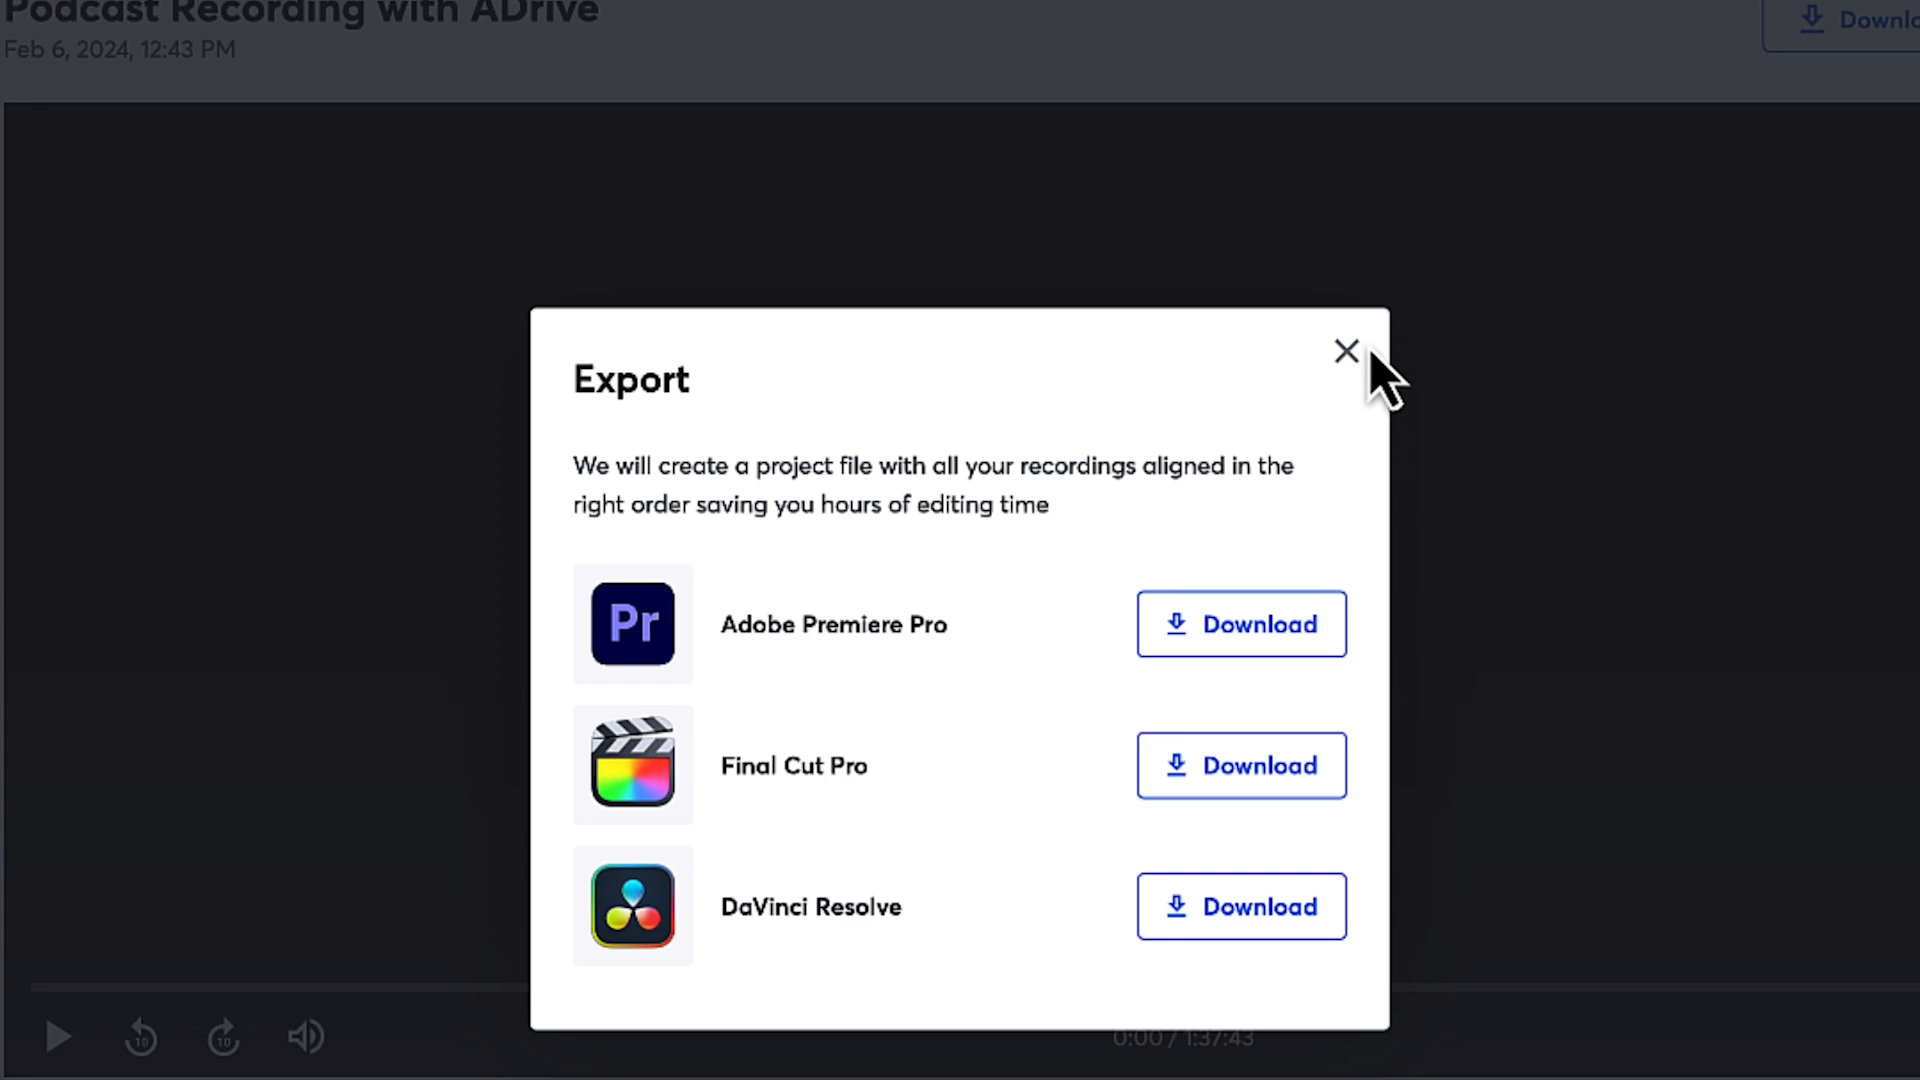 Podcast Recording with ADrive
Feb 6, 2024, 12:43 PM
Export
We will create a project file with all your recordings aligned in the
right order saving you hours of editing time
Pr
Adobe Premiere Pro
Download
Final Cut Pro
Download
DaVinci Resolve
Download
10
10
0:00 / 1:37:43